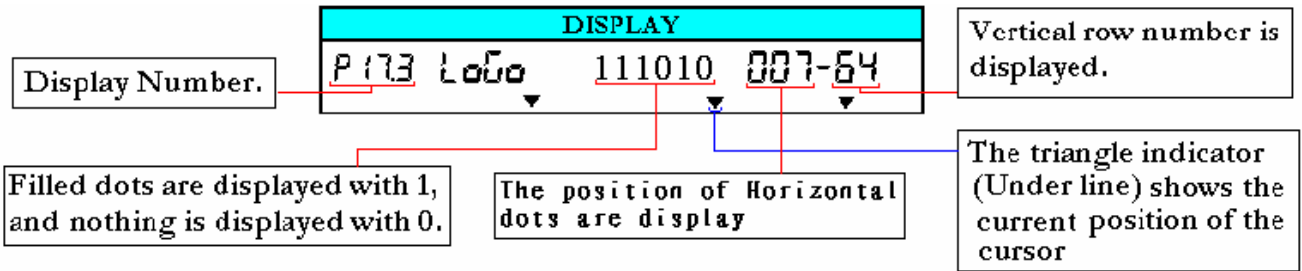 DISPLAY
P 17.3 LoGo 111010 007-64
Display Number.
Vertical row number is
displayed.
Filled dots are displayed with 1,
and nothing is displayed with 0.
The position of Horizontal
dots are display
The triangle indicator
(Under line) shows the
current position of the
cursor